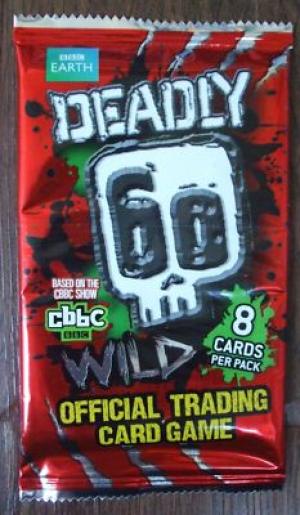 BBC
EARTH
DEADLY
60
BASED ON THE
CBBC SHOW
cbbc
BBC
WILD
8
CARDS
PER PACK
OFFICIAL TRADING
CARD GAME